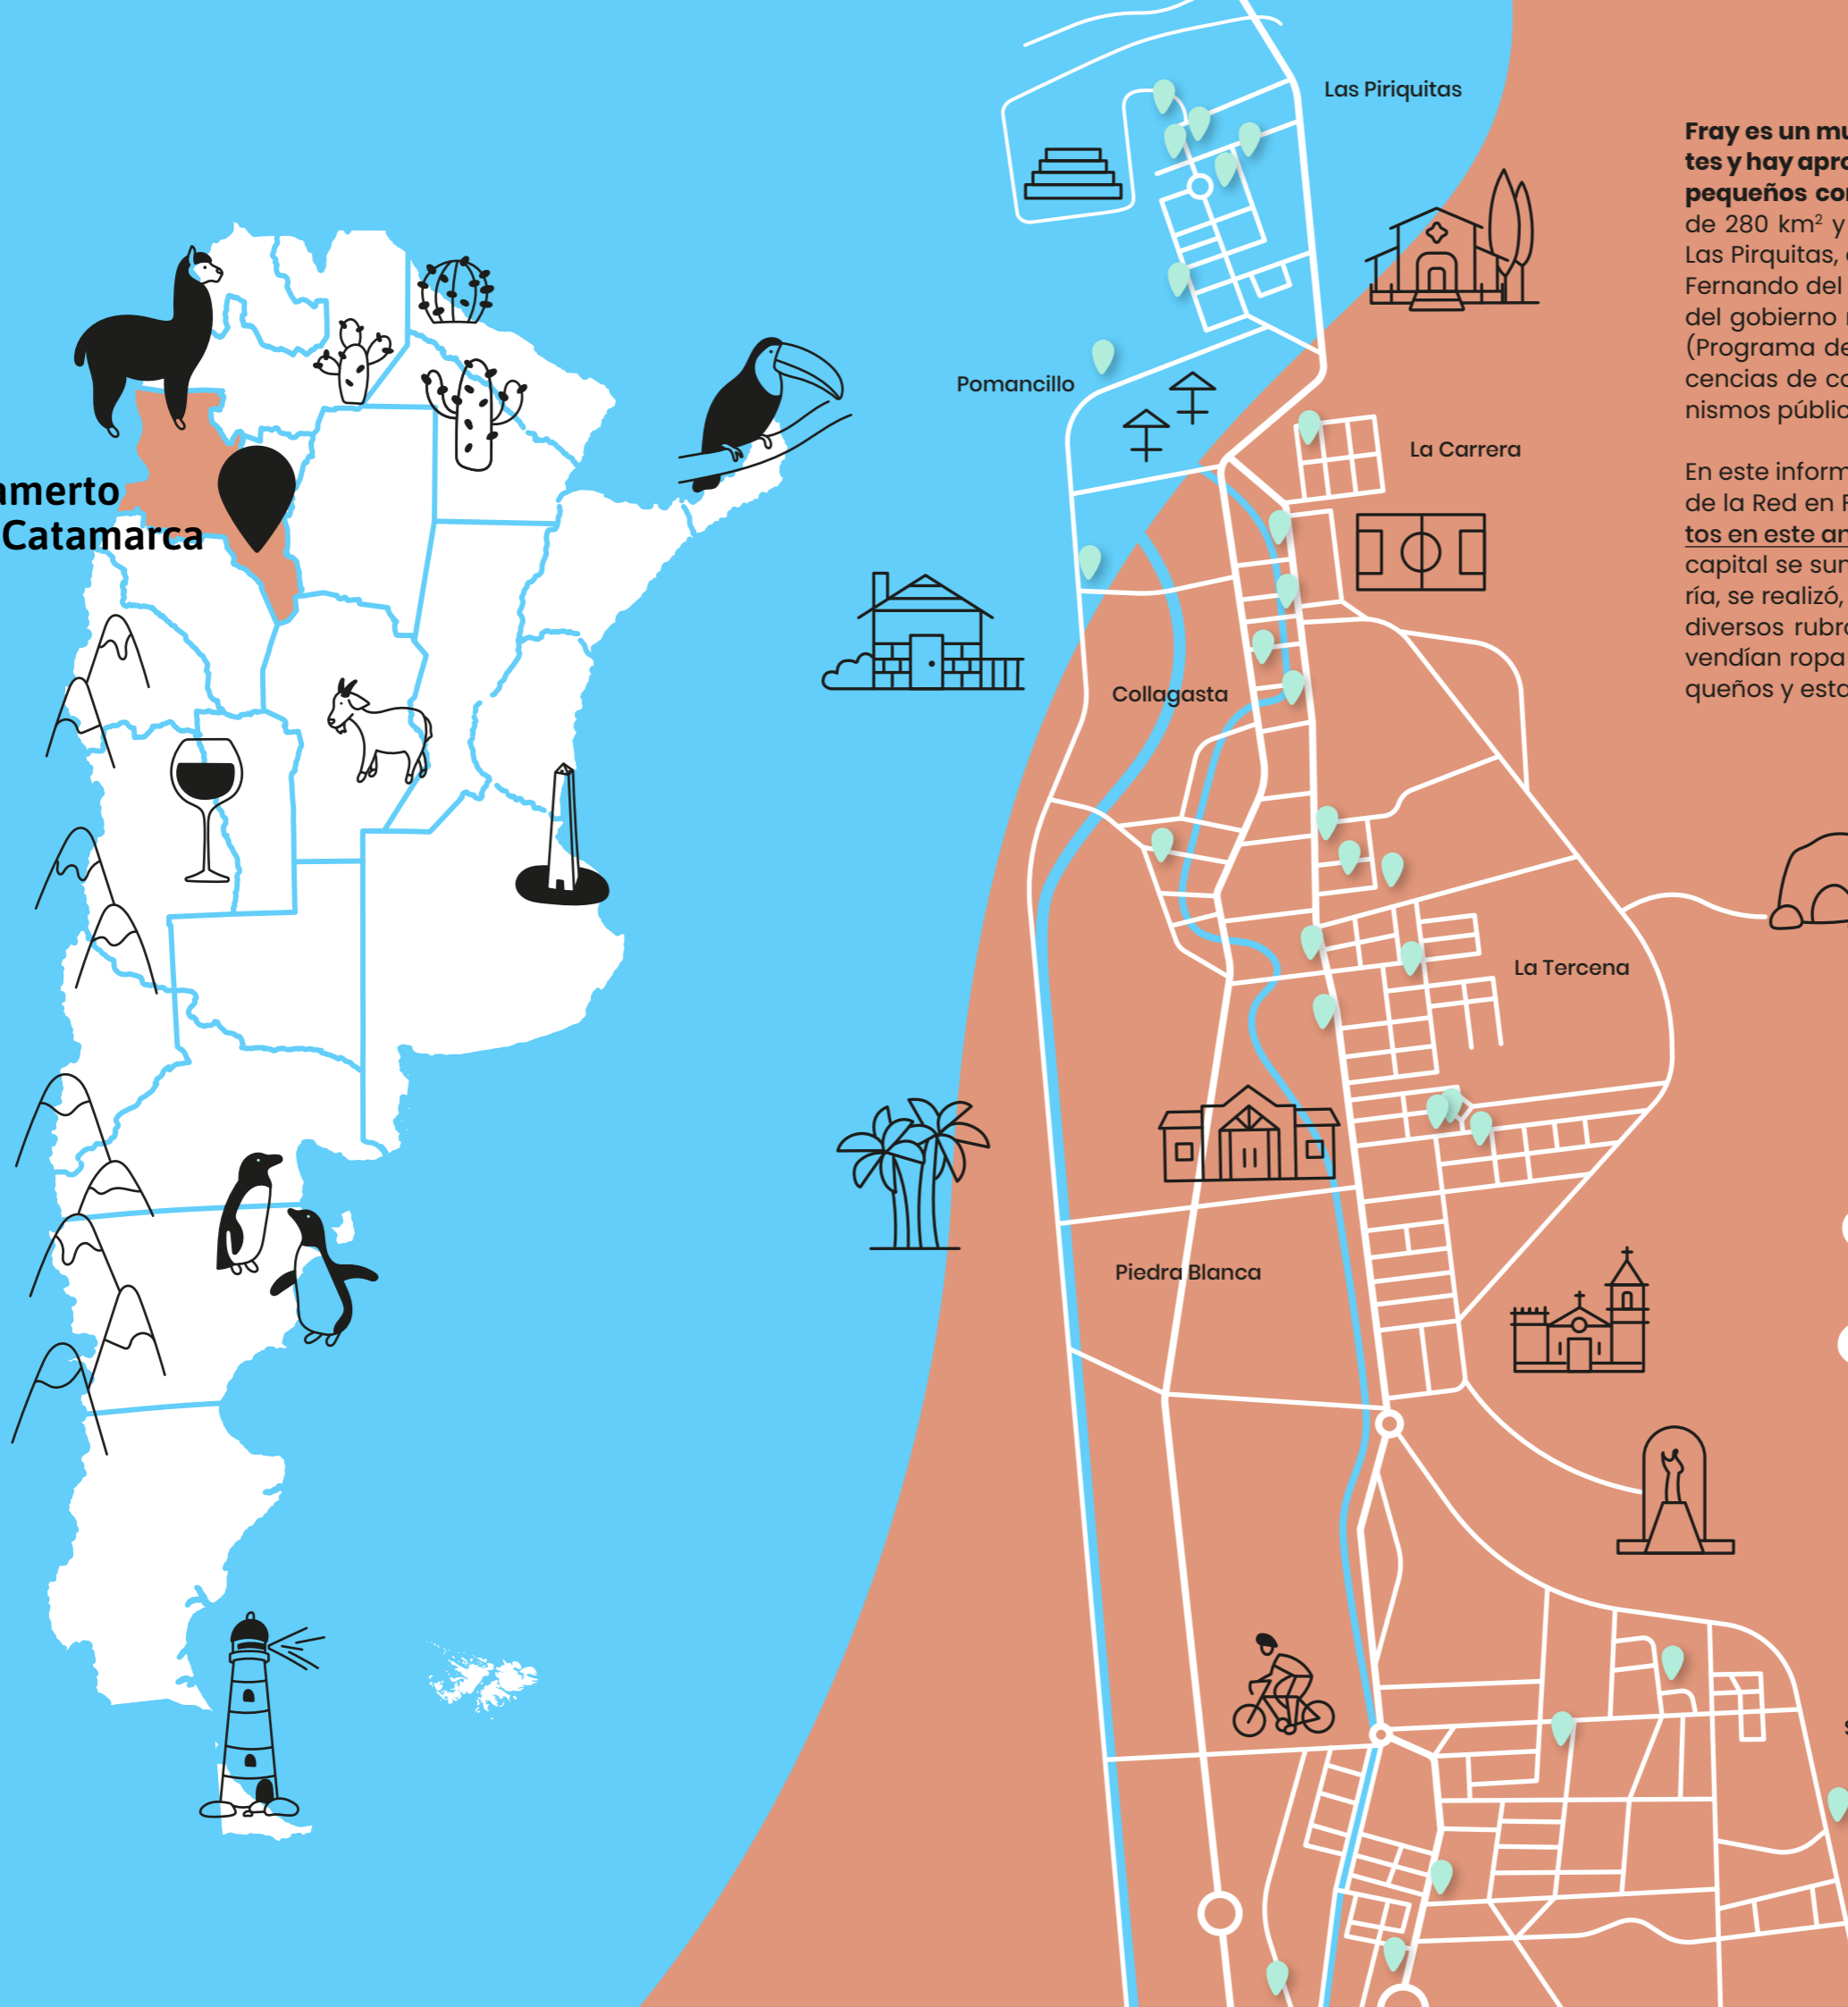 amerto
Catamarca
Las Piriquitas
Pomancillo
La Carrera
Collagasta
La Tercena
Piedra Blanca
Fray es un mu
tes y hay apro
pequeños co
de 280 km² y
Las Pirquitas,
Fernando del
del gobierno
(Programa de
cencias de co
nismos públic
En este inform
de la Red en F
tos en este an
capital se sum
ría, se realizó,
diversos rubro
vendían ropa
queños y esta